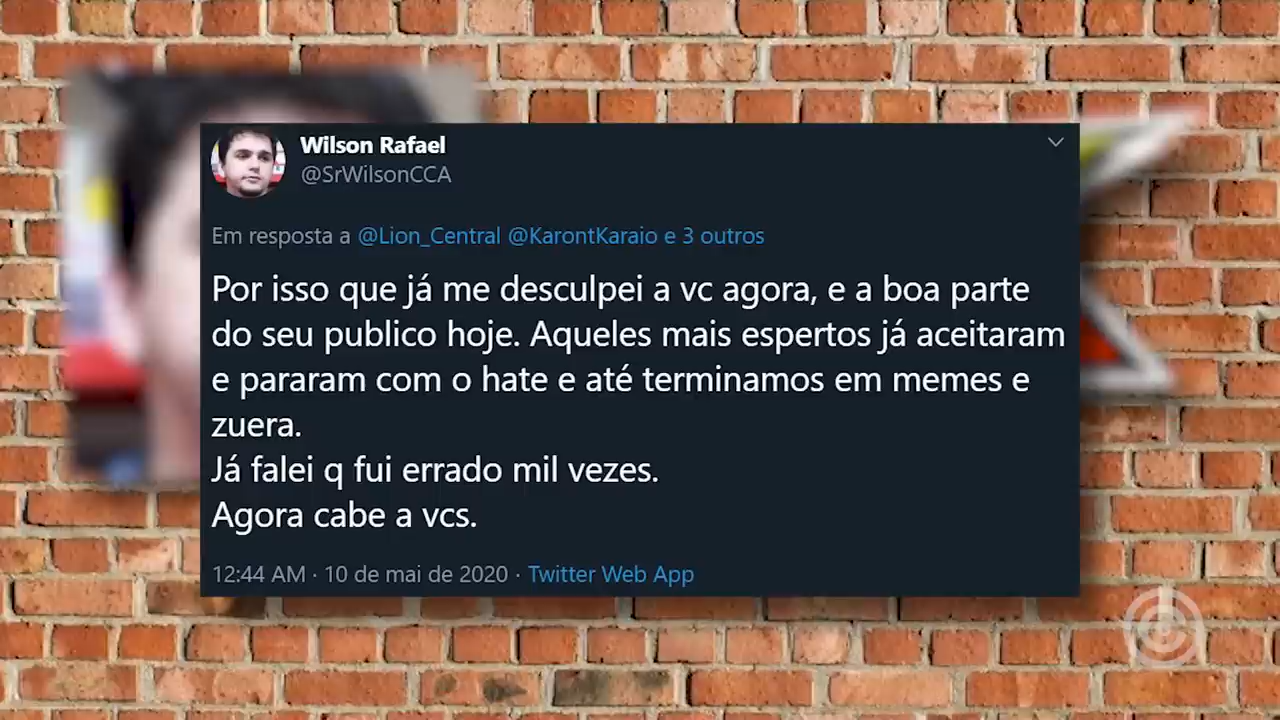 Wilson Rafael
@SrWilsonCCA
Em resposta a @Lion_Central @KarontKaraio e 3 outros
Por isso que já me desculpei a vc agora, e a boa parte
do seu publico hoje. Aqueles mais espertos já aceitaram
e pararam com o hate e até terminamos em memes e
zuera.
Já falei q fui errado mil vezes.
Agora cabe a vcs.
12:44 AM · 10 de mai de 2020 · Twitter Web App